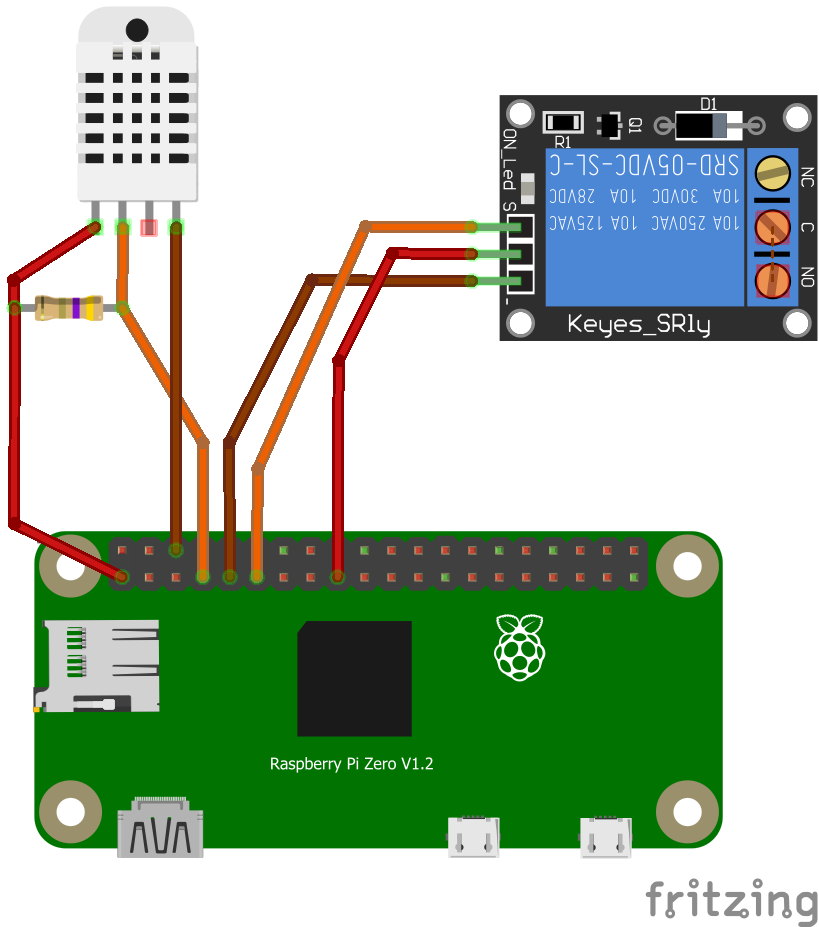 D1
Q1
R1
ON_Led
S
-
SRD-05VDC-SL-C
10A 30VDC 10A 28VDC
10A 250VAC 10A 125VAC
NC
C
NO
Keyes_SRly
Raspberry Pi Zero V1.2
fritzing